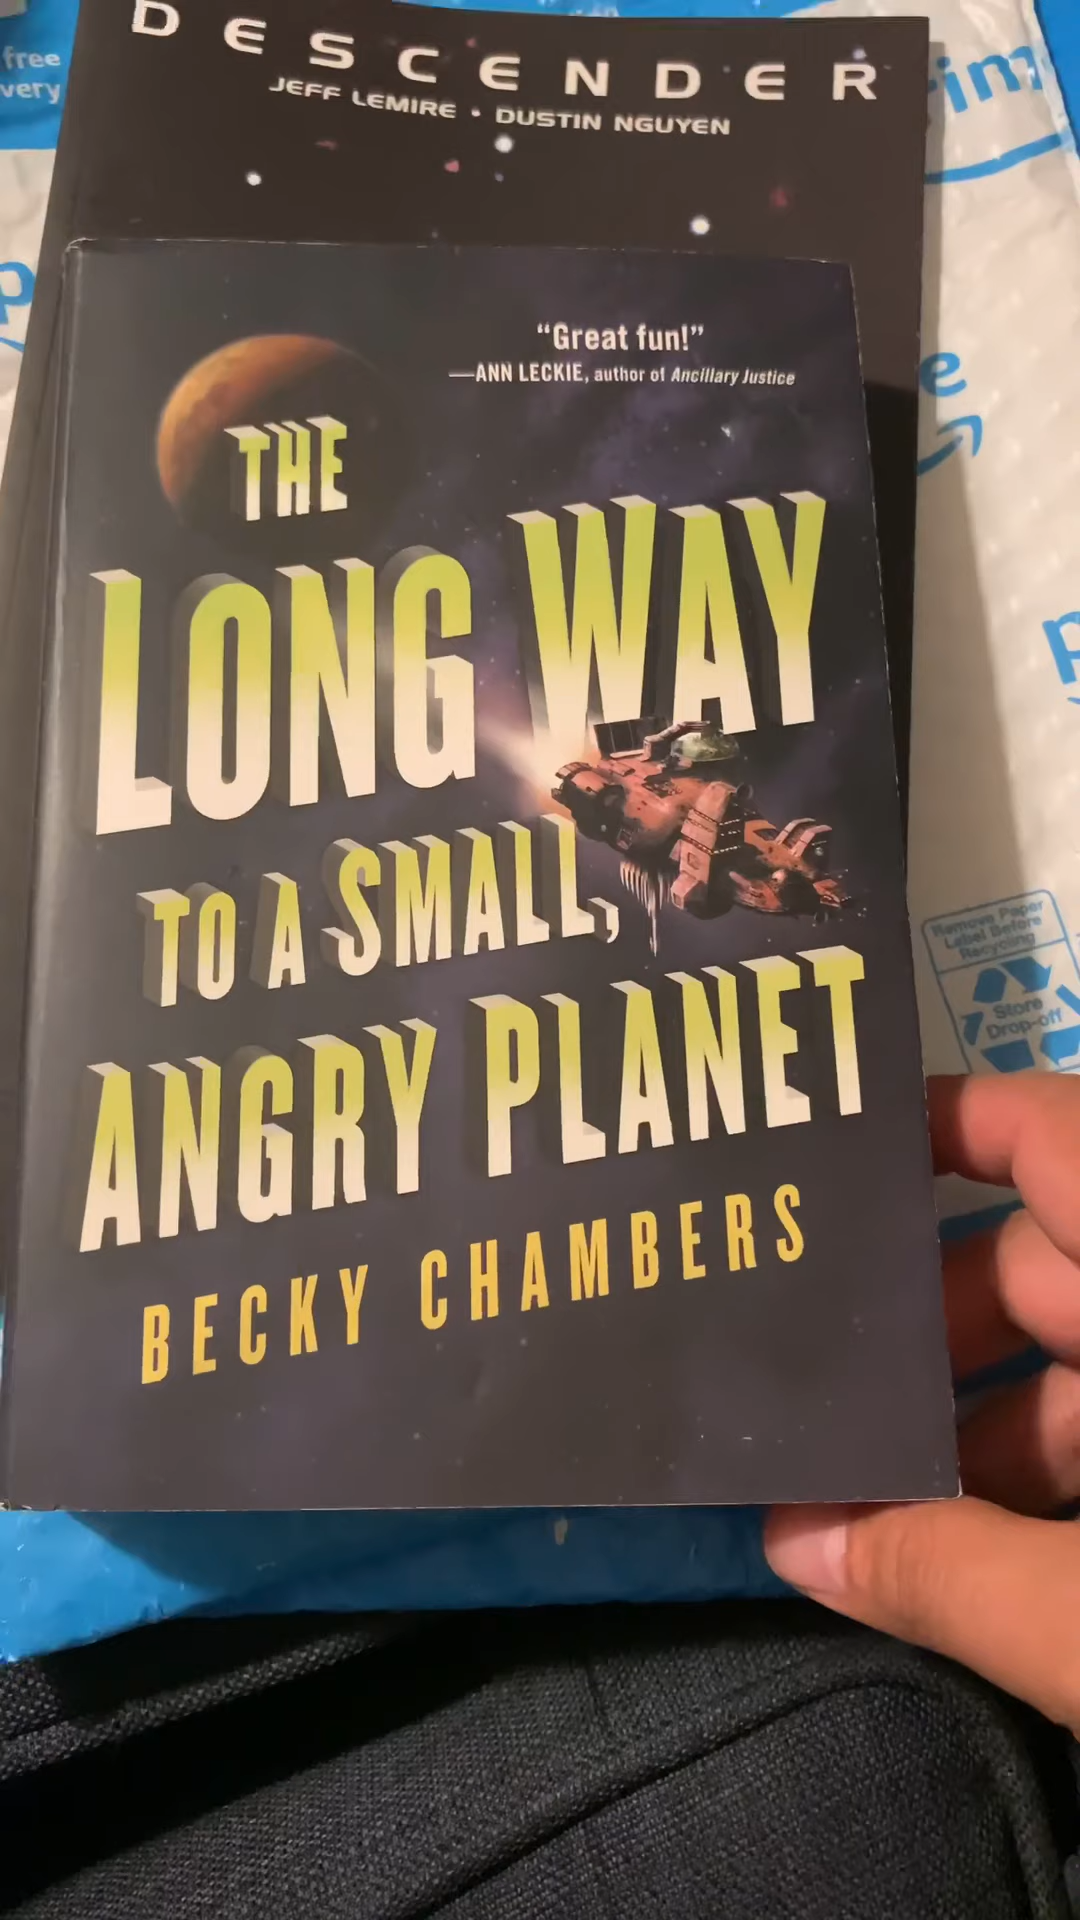 free
very
DESCENDER
JEFF LEMIRE • DUSTIN NGUYEN
“Great fun!”
—ANN LECKIE, author of Ancillary Justice
THE
LONG WAY
TO A SMALL,
ANGRY PLANET
BECKY CHAMBERS
Remove Paper
Label Before
Recycling
Store
Drop-off